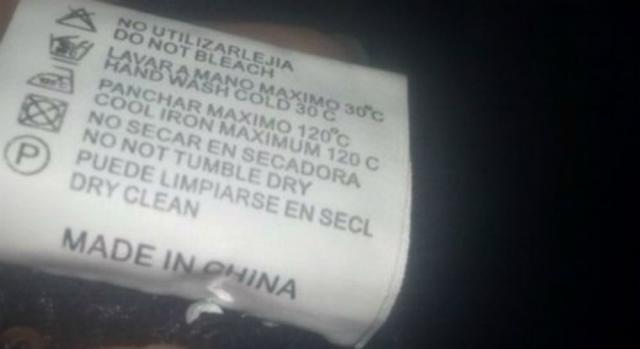 NO UTILIZARLEJIA
DO NOT BLEACH
LAVAR A MANO MAXIMO 30°C
HAND WASH COLD 30 C
PANCHAR MAXIMO 120°C
COOL IRON MAXIMUM 120 C
NO SECAR EN SECADORA
NO NOT TUMBLE DRY
PUEDE LIMPIARSE EN SECL
DRY CLEAN
P
MADE IN CHINA